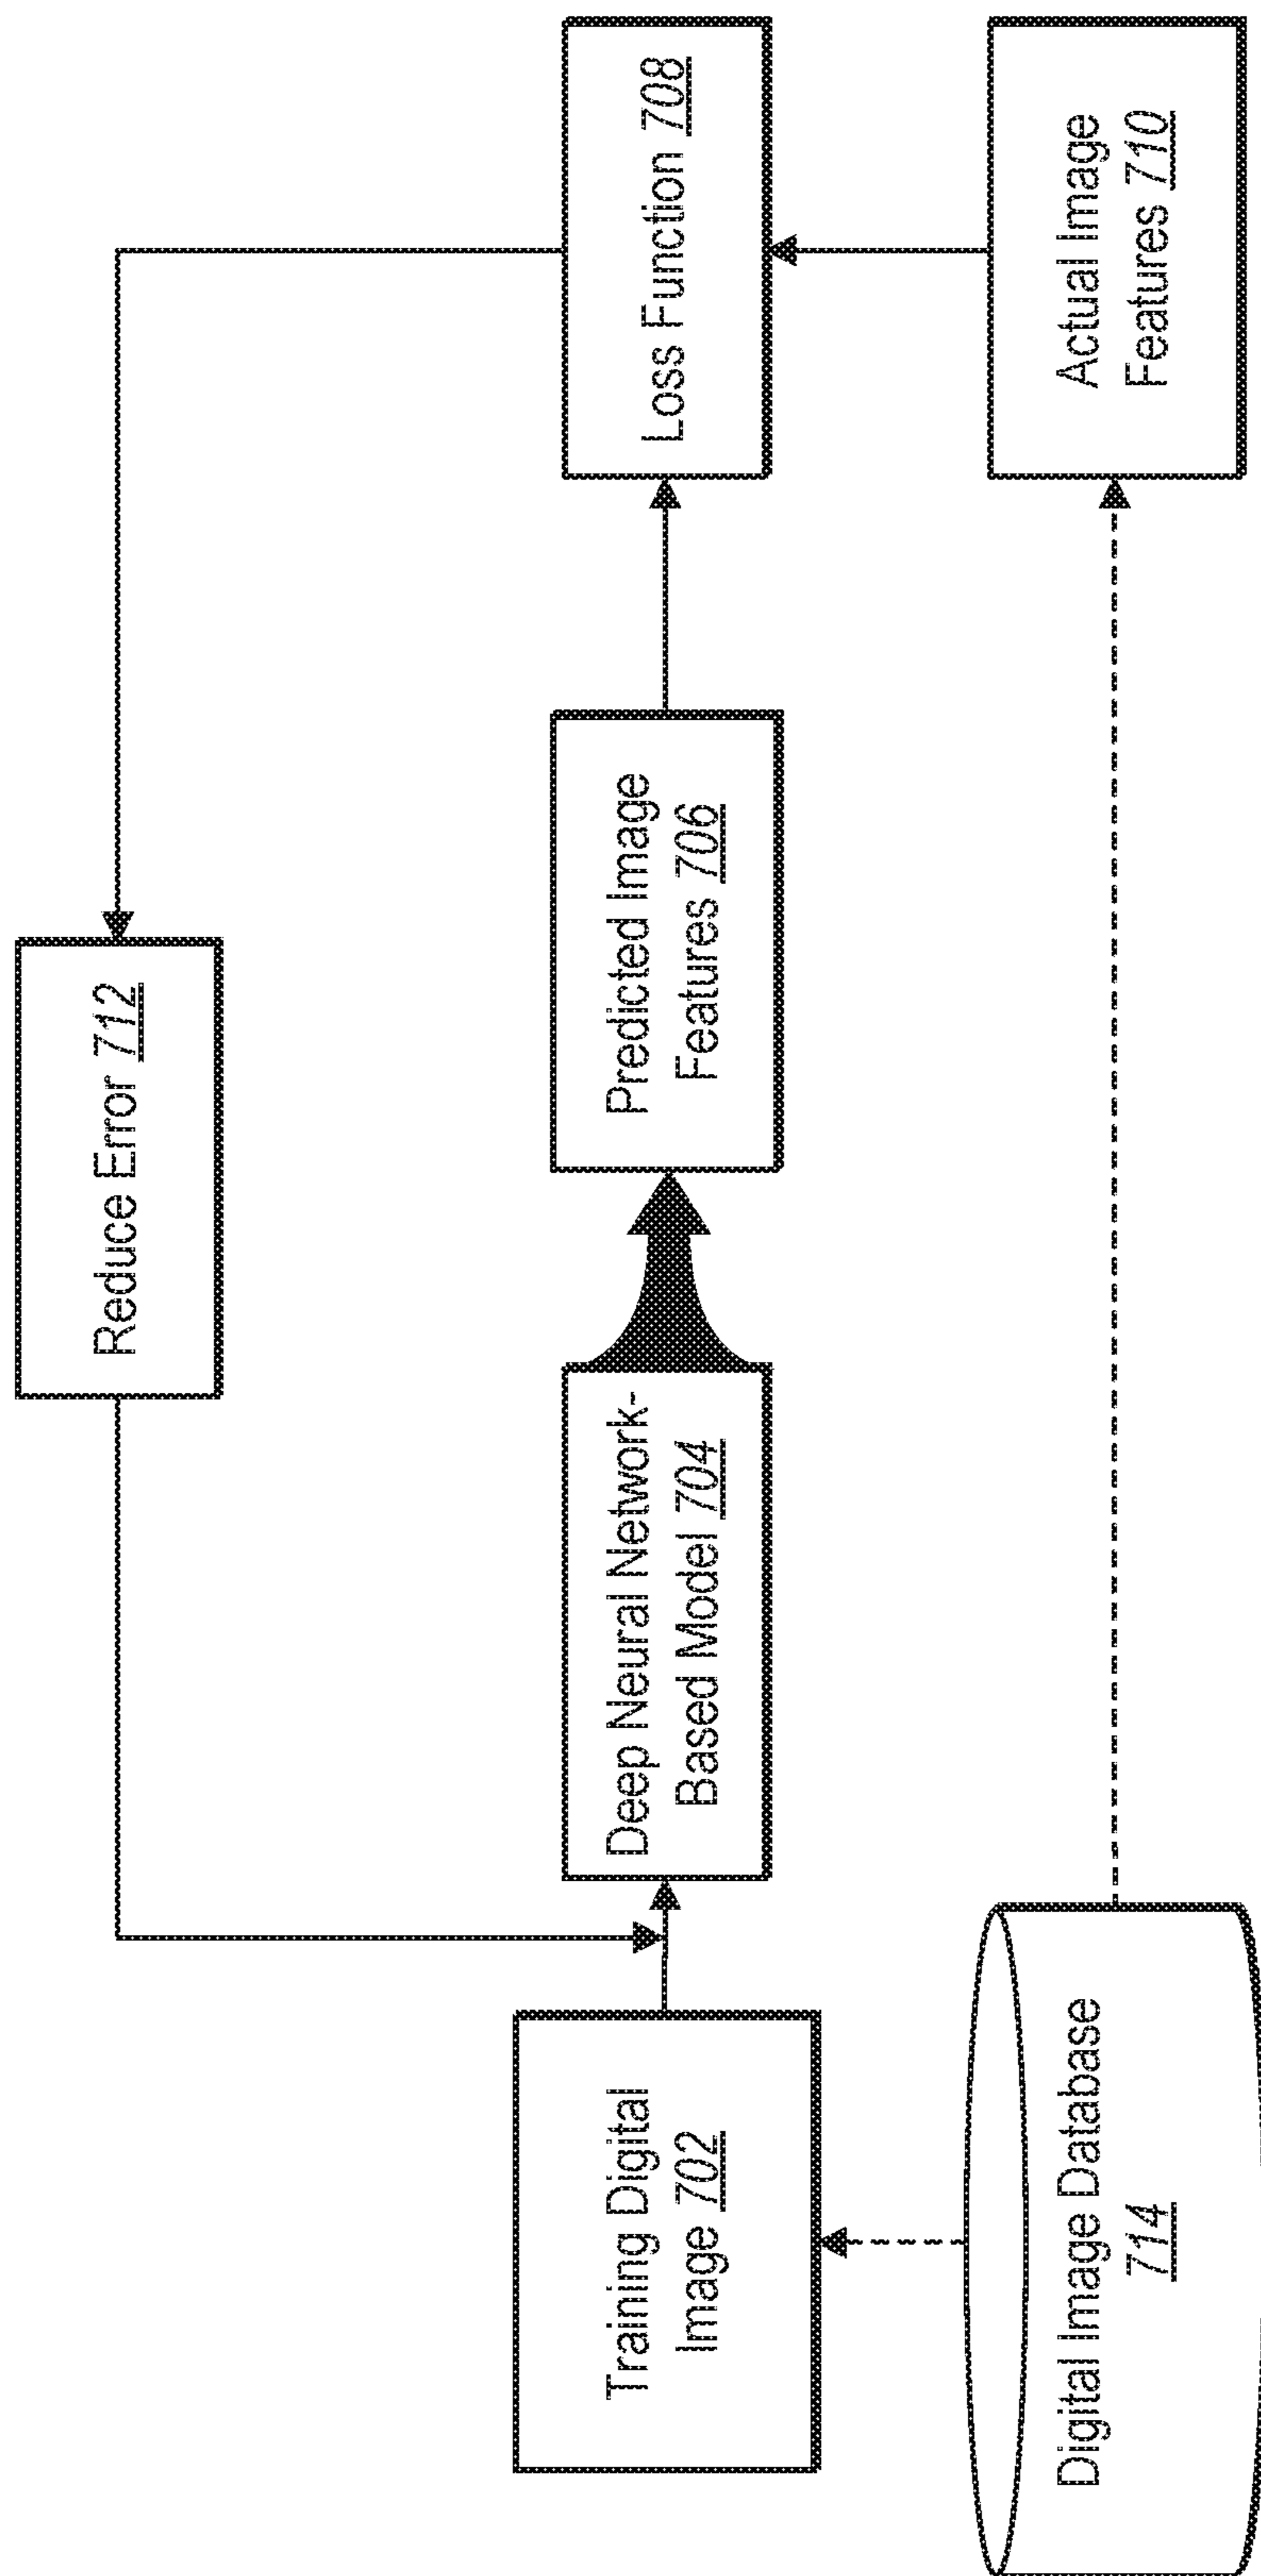 Reduce Error 712
Training Digital
Image 702
Deep Neural Network-
Based Model 704
Predicted Image
Features 706
Loss Function 708
Digital Image Database
714
Actual Image
Features 710